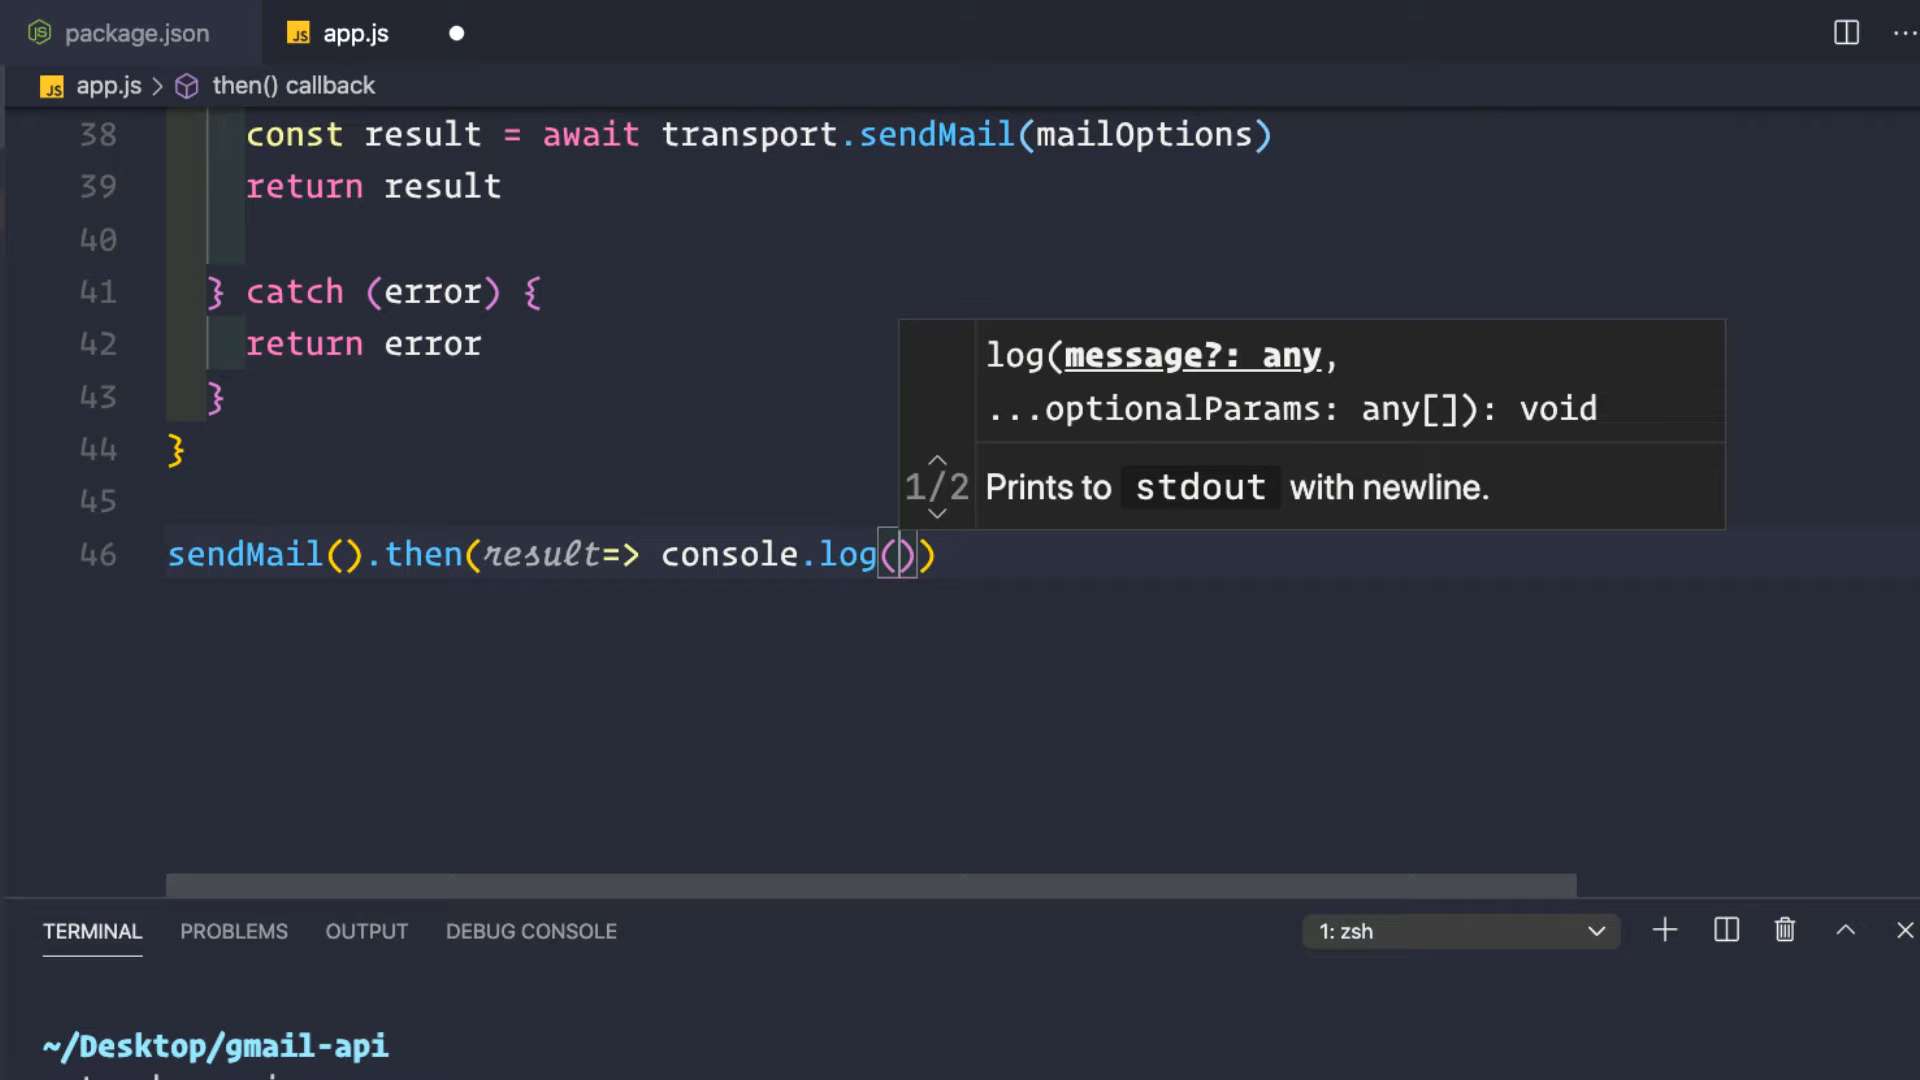 package.json
JS app.js
JS app.js > then() callback
38 const result = await transport.sendMail(mailOptions)
39 return result
40
41 } catch (error) {
42 return error
43 }
44 }
45
46 sendMail().then(result=> console.log())
log(message?: any,
...optionalParams: any[]): void
1/2 Prints to stdout with newline.
TERMINAL PROBLEMS OUTPUT DEBUG CONSOLE 1: zsh
~/Desktop/gmail-api